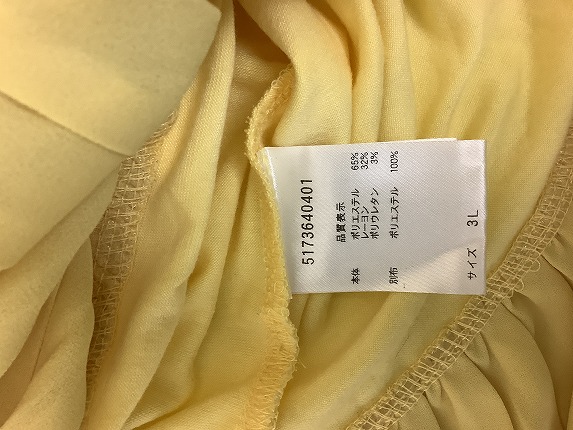 5173640401
品質表示
本体 ポリエステル 65%
レーヨン 32%
ポリウレタン 3%
別布 ポリエステル 100%
サイズ 3L